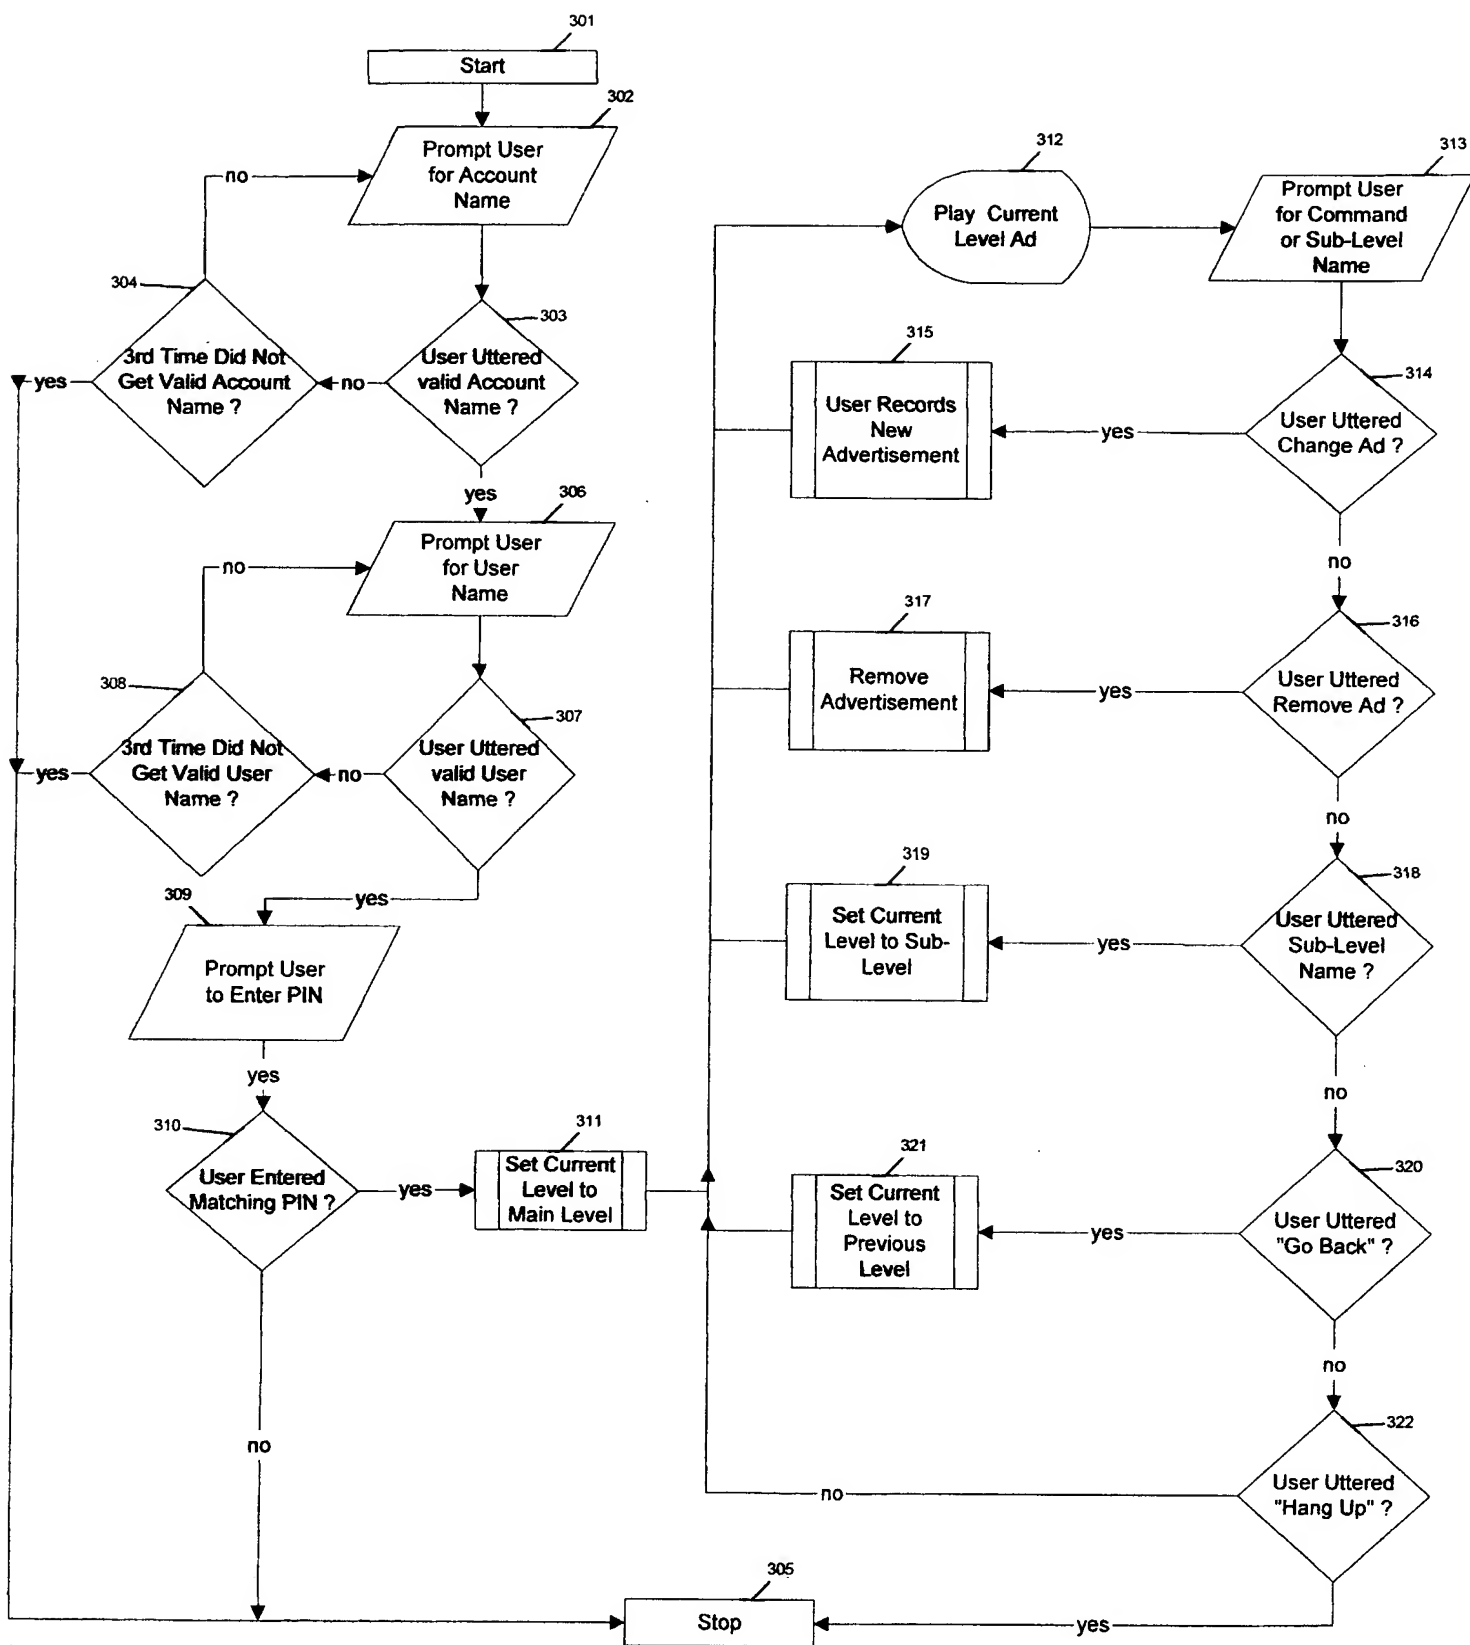 301
Start
302
Prompt User
for Account
Name
no
304
3rd Time Did Not
Get Valid Account
Name ?
yes
303
User Uttered
valid Account
Name ?
no
yes
306
Prompt User
for User
Name
no
308
3rd Time Did Not
Get Valid User
Name ?
yes
307
User Uttered
valid User
Name ?
no
yes
309
Prompt User
to Enter PIN
yes
310
User Entered
Matching PIN ?
yes
no
311
Set Current
Level to
Main Level
312
Play Current
Level Ad
313
Prompt User
for Command
or Sub-Level
Name
314
User Uttered
Change Ad ?
yes
315
User Records
New
Advertisement
no
316
User Uttered
Remove Ad ?
yes
317
Remove
Advertisement
no
318
User Uttered
Sub-Level
Name ?
yes
319
Set Current
Level to Sub-
Level
no
320
User Uttered
"Go Back" ?
yes
321
Set Current
Level to
Previous
Level
no
322
User Uttered
"Hang Up" ?
no
yes
305
Stop